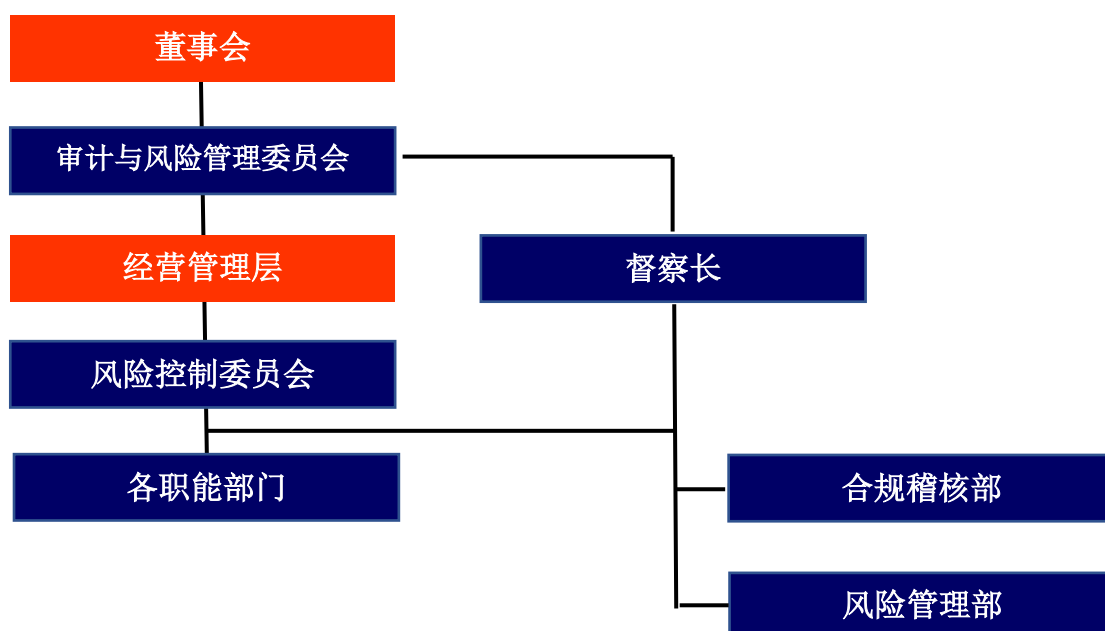 董事会
审计与风险管理委员会
经营管理层
督察长
风险控制委员会
各职能部门
合规稽核部
风险管理部